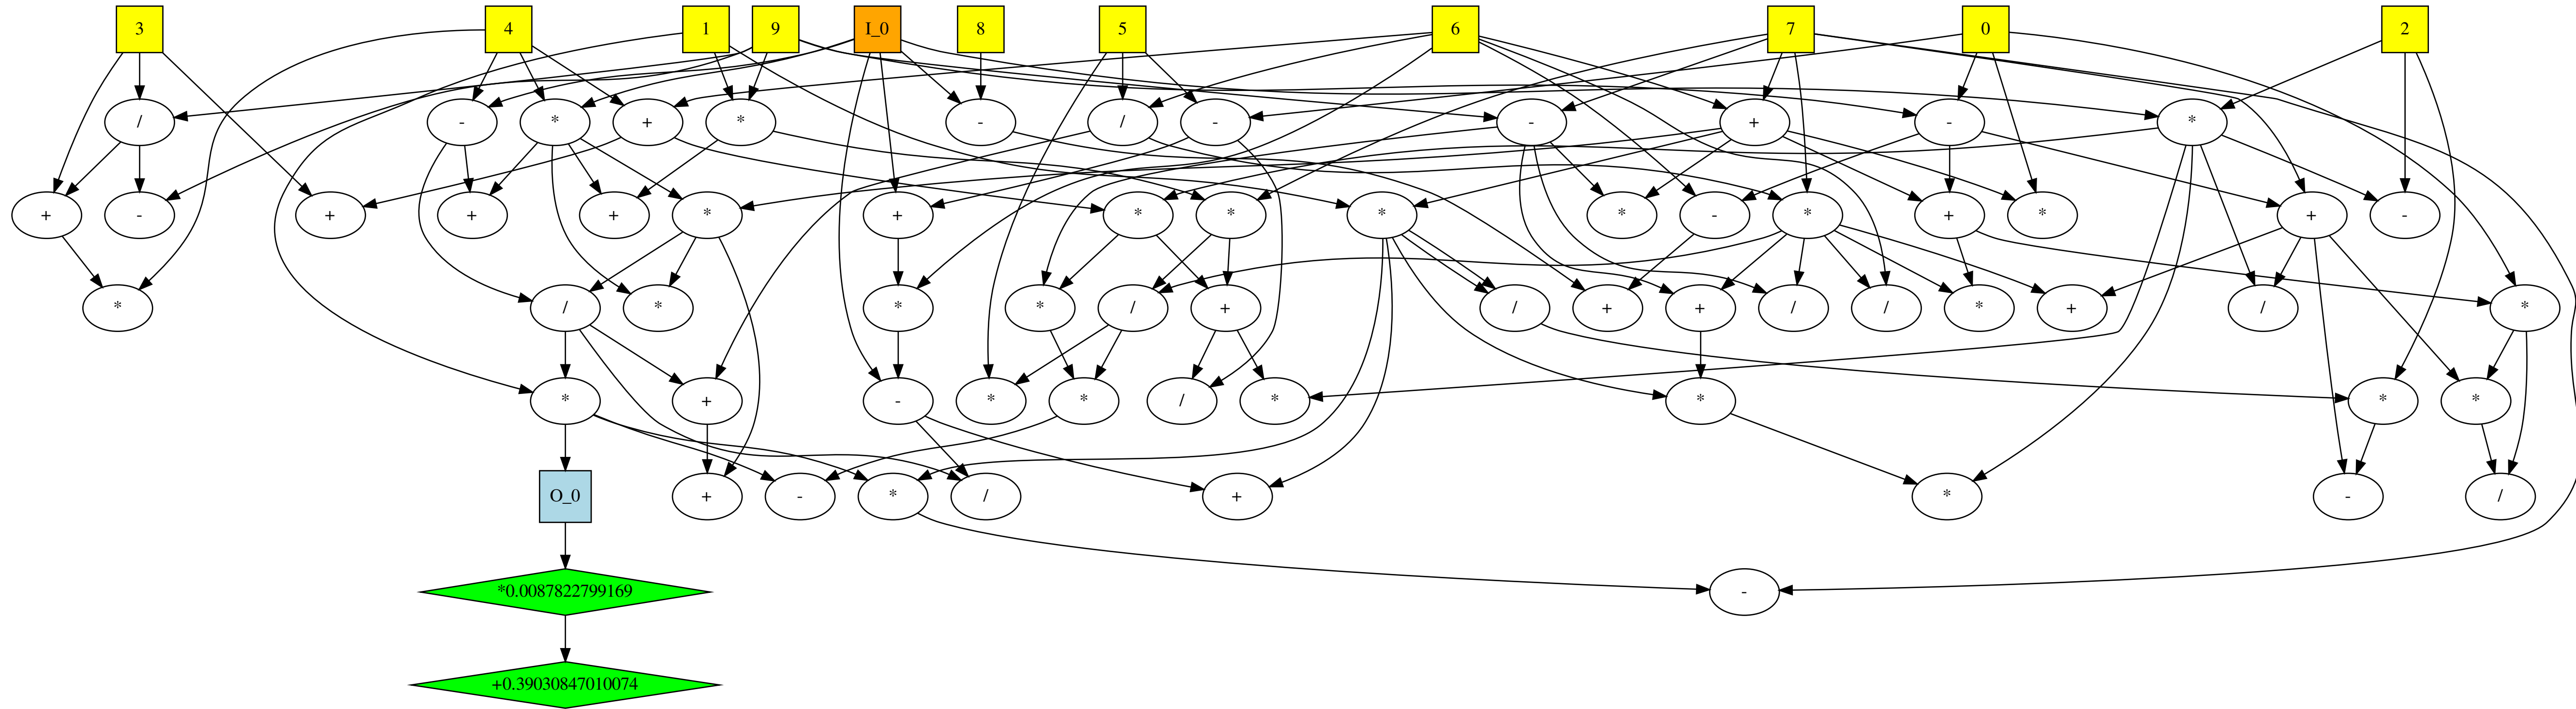 3 4 1 9 I_0 8 5 6 7 0 2
/ - * + * - / - - + - *
+ - + + + * + * * * * - * + * + -
* / * * * / + / + + / / * + / *
* + - * * / * * * *
O_0 + - * / + * - /
*0.0087822799169 -
+0.39030847010074